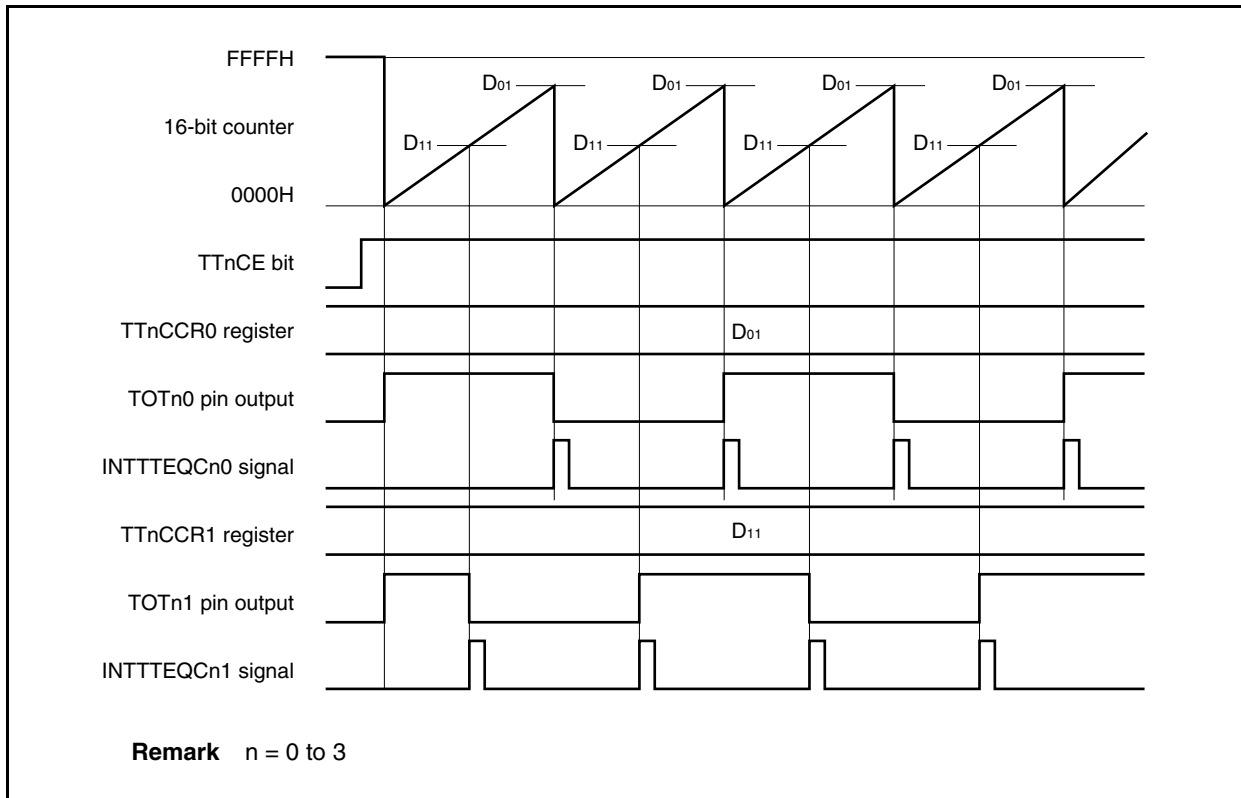 FFFFH
D01 D01 D01 D01
16-bit counter
D11 D11 D11 D11
0000H
TTnCE bit
TTnCCR0 register
D01
TOTn0 pin output
INTTTEQCn0 signal
TTnCCR1 register
D11
TOTn1 pin output
INTTTEQCn1 signal
Remark n = 0 to 3